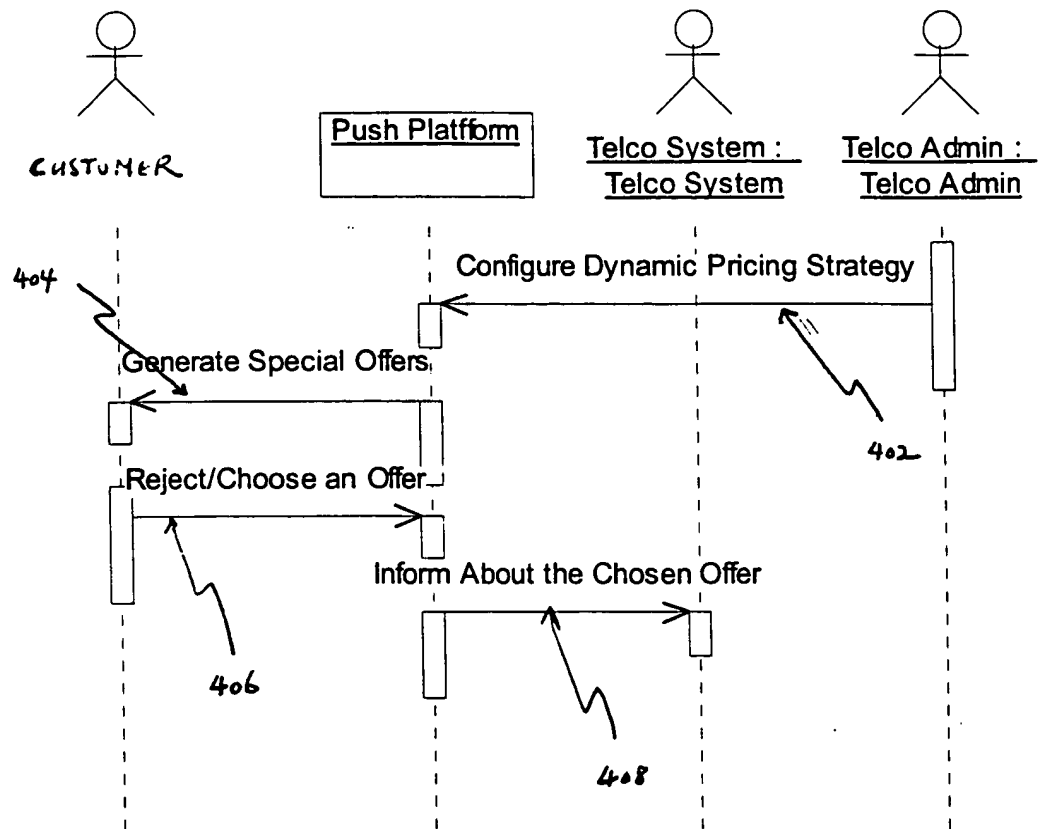 CUSTUMER
Push Platfform
Telco System :
Telco System
Telco Admin :
Telco Admin
Configure Dynamic Pricing Strategy
404
Generate Special Offers
402
Reject/Choose an Offer
Inform About the Chosen Offer
406
408